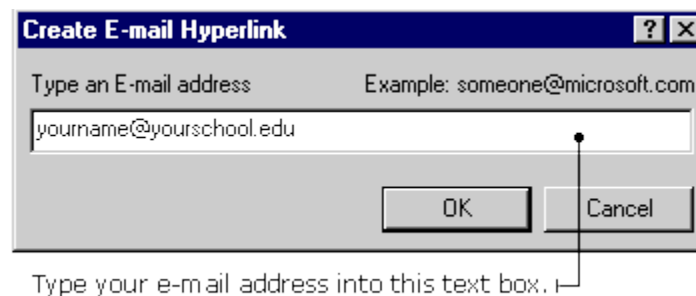 Create E-mail Hyperlink
Type an E-mail address Example: someone@microsoft.com
yourname@yourschool.edu
OK Cancel
Type your e-mail address into this text box.